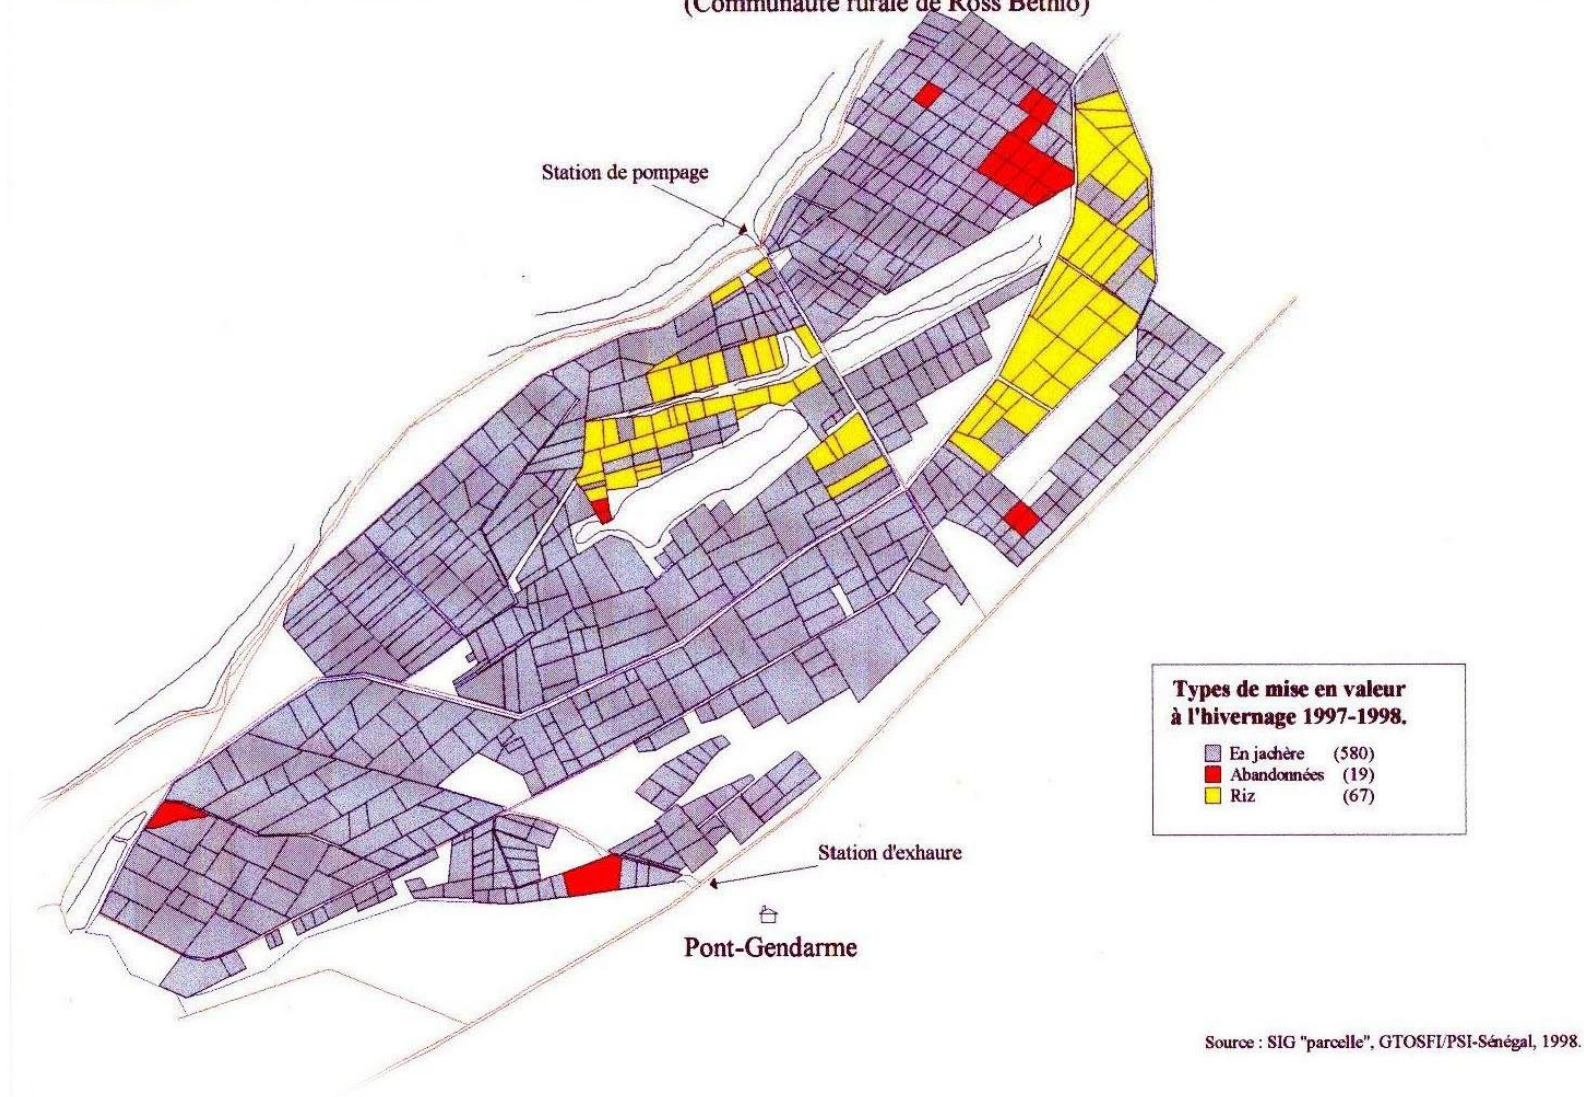 (Communauté rurale de Ross Béthio)
Station de pompage
Types de mise en valeur
à l'hivernage 1997-1998.
En jachère (580)
Abandonnées (19)
Riz (67)
Station d'exhaure
Pont-Gendarme
Source : SIG "parcelle", GTOSFI/PSI-Sénégal, 1998.